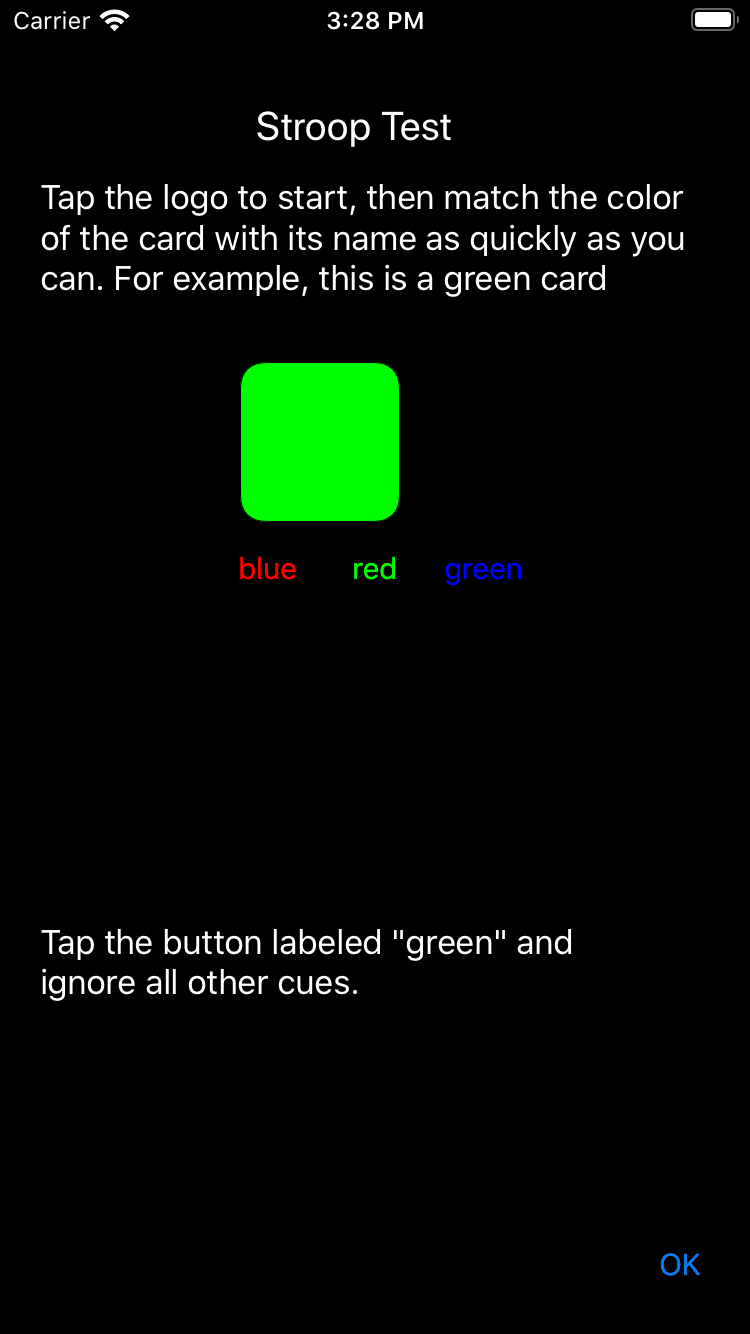 Carrier 3:28 PM
Stroop Test
Tap the logo to start, then match the color
of the card with its name as quickly as you
can. For example, this is a green card
blue red green
Tap the button labeled "green" and
ignore all other cues.
OK